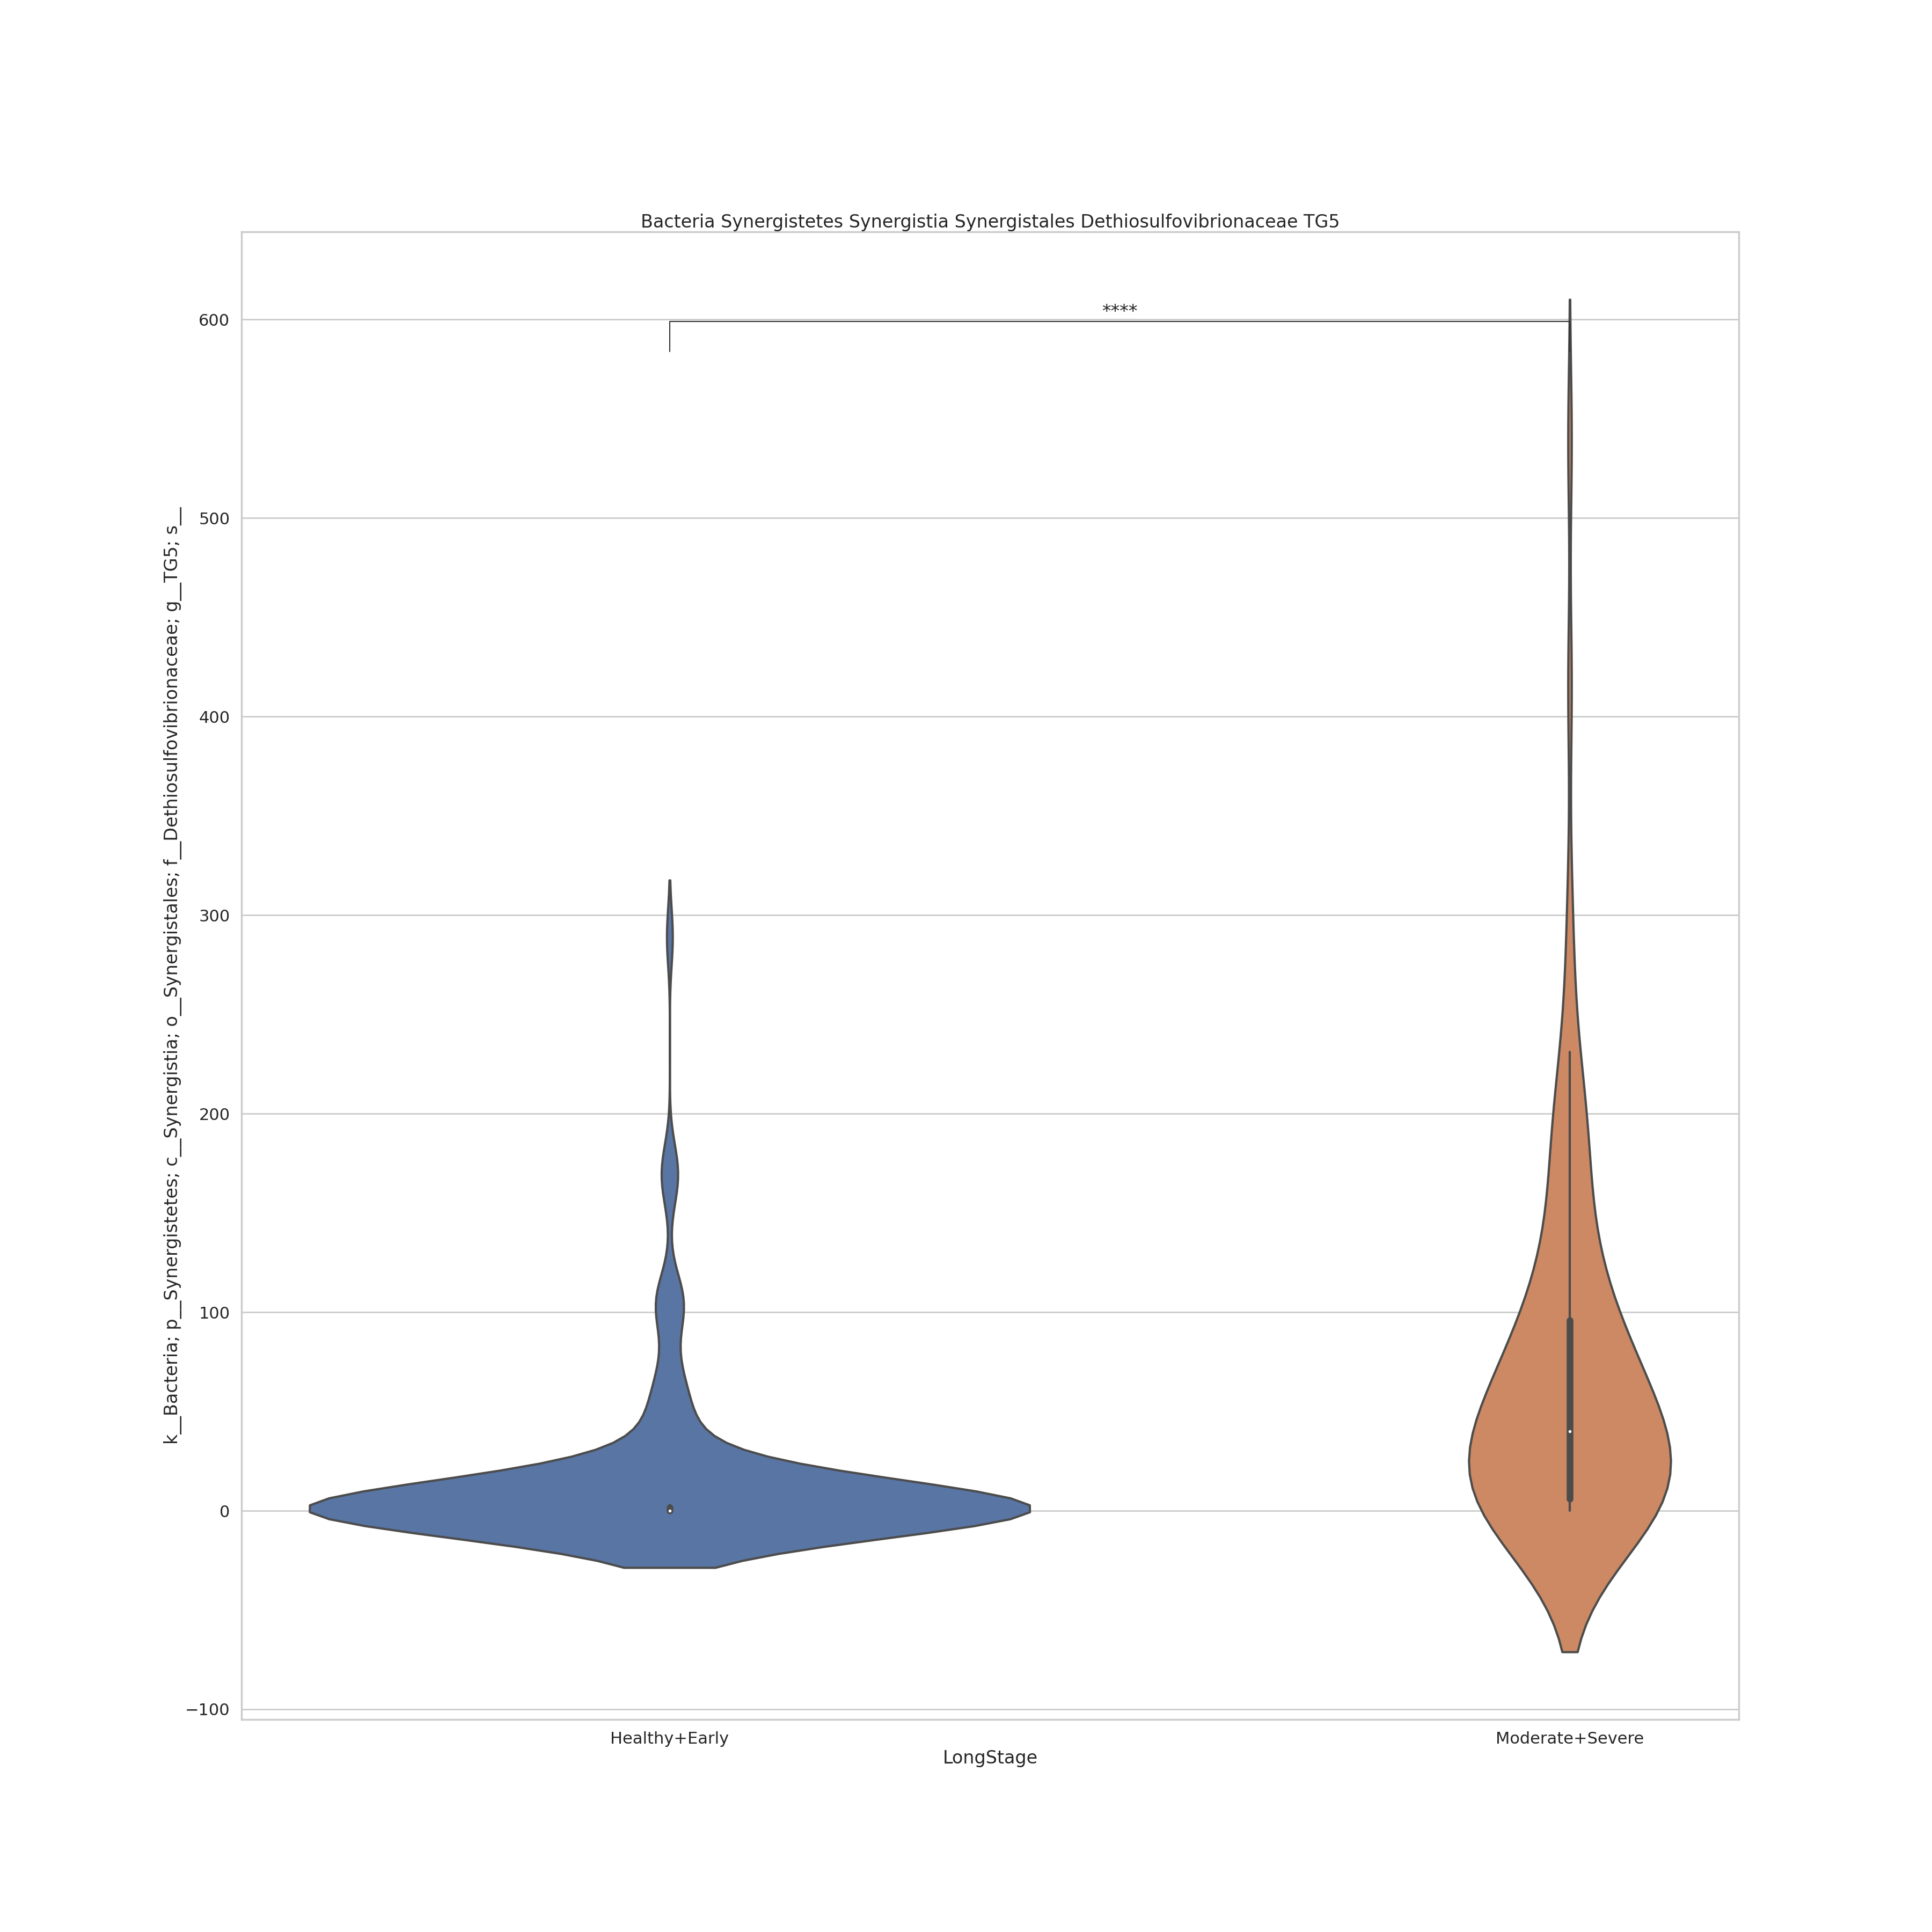 Bacteria Synergistetes Synergistia Synergistales Dethiosulfovibrionaceae TG5
****
600
500
400
300
200
100
0
−100
k__Bacteria; p__Synergistetes; c__Synergistia; o__Synergistales; f__Dethiosulfovibrionaceae; g__TG5; s__
Healthy+Early
Moderate+Severe
LongStage